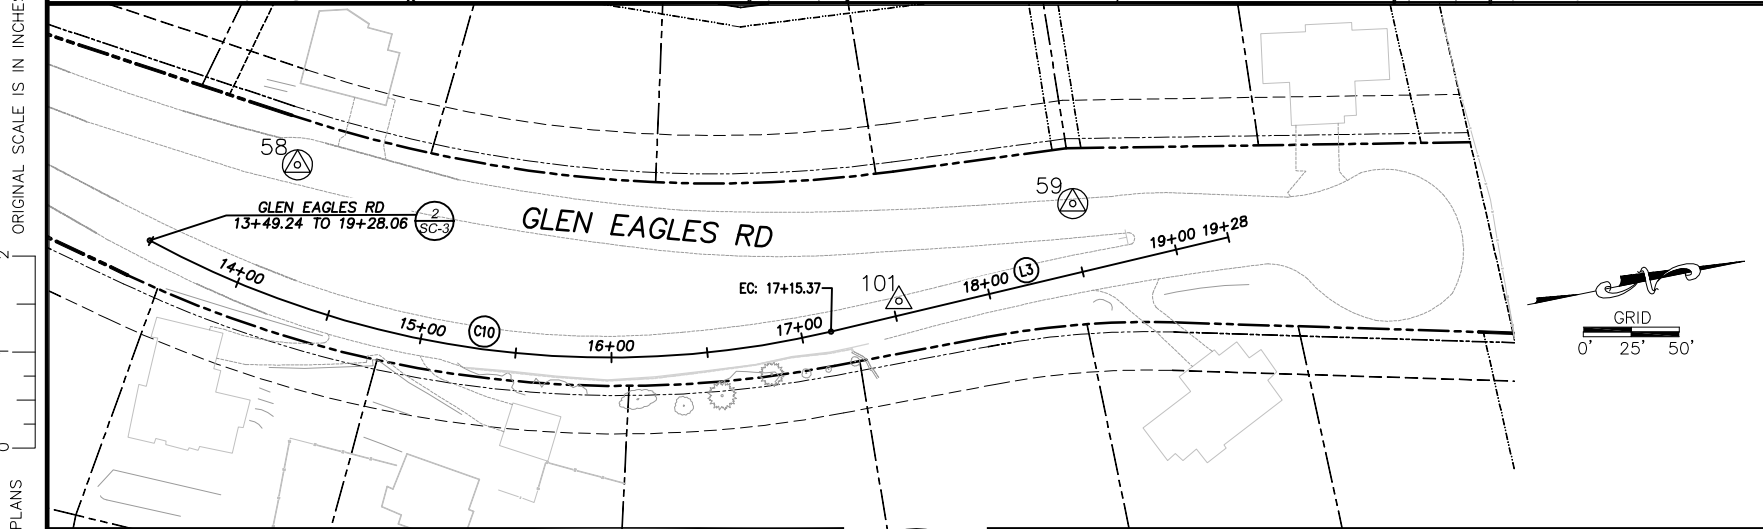 ORIGINAL SCALE IS IN INCHES
PLANS
2
1
0
58
59
101
GLEN EAGLES RD
13+49.24 TO 19+28.06
2
SC-3
GLEN EAGLES RD
14+00
15+00
C10
16+00
17+00
EC: 17+15.37
18+00
L3
19+00
19+28
GRID
0' 25' 50'